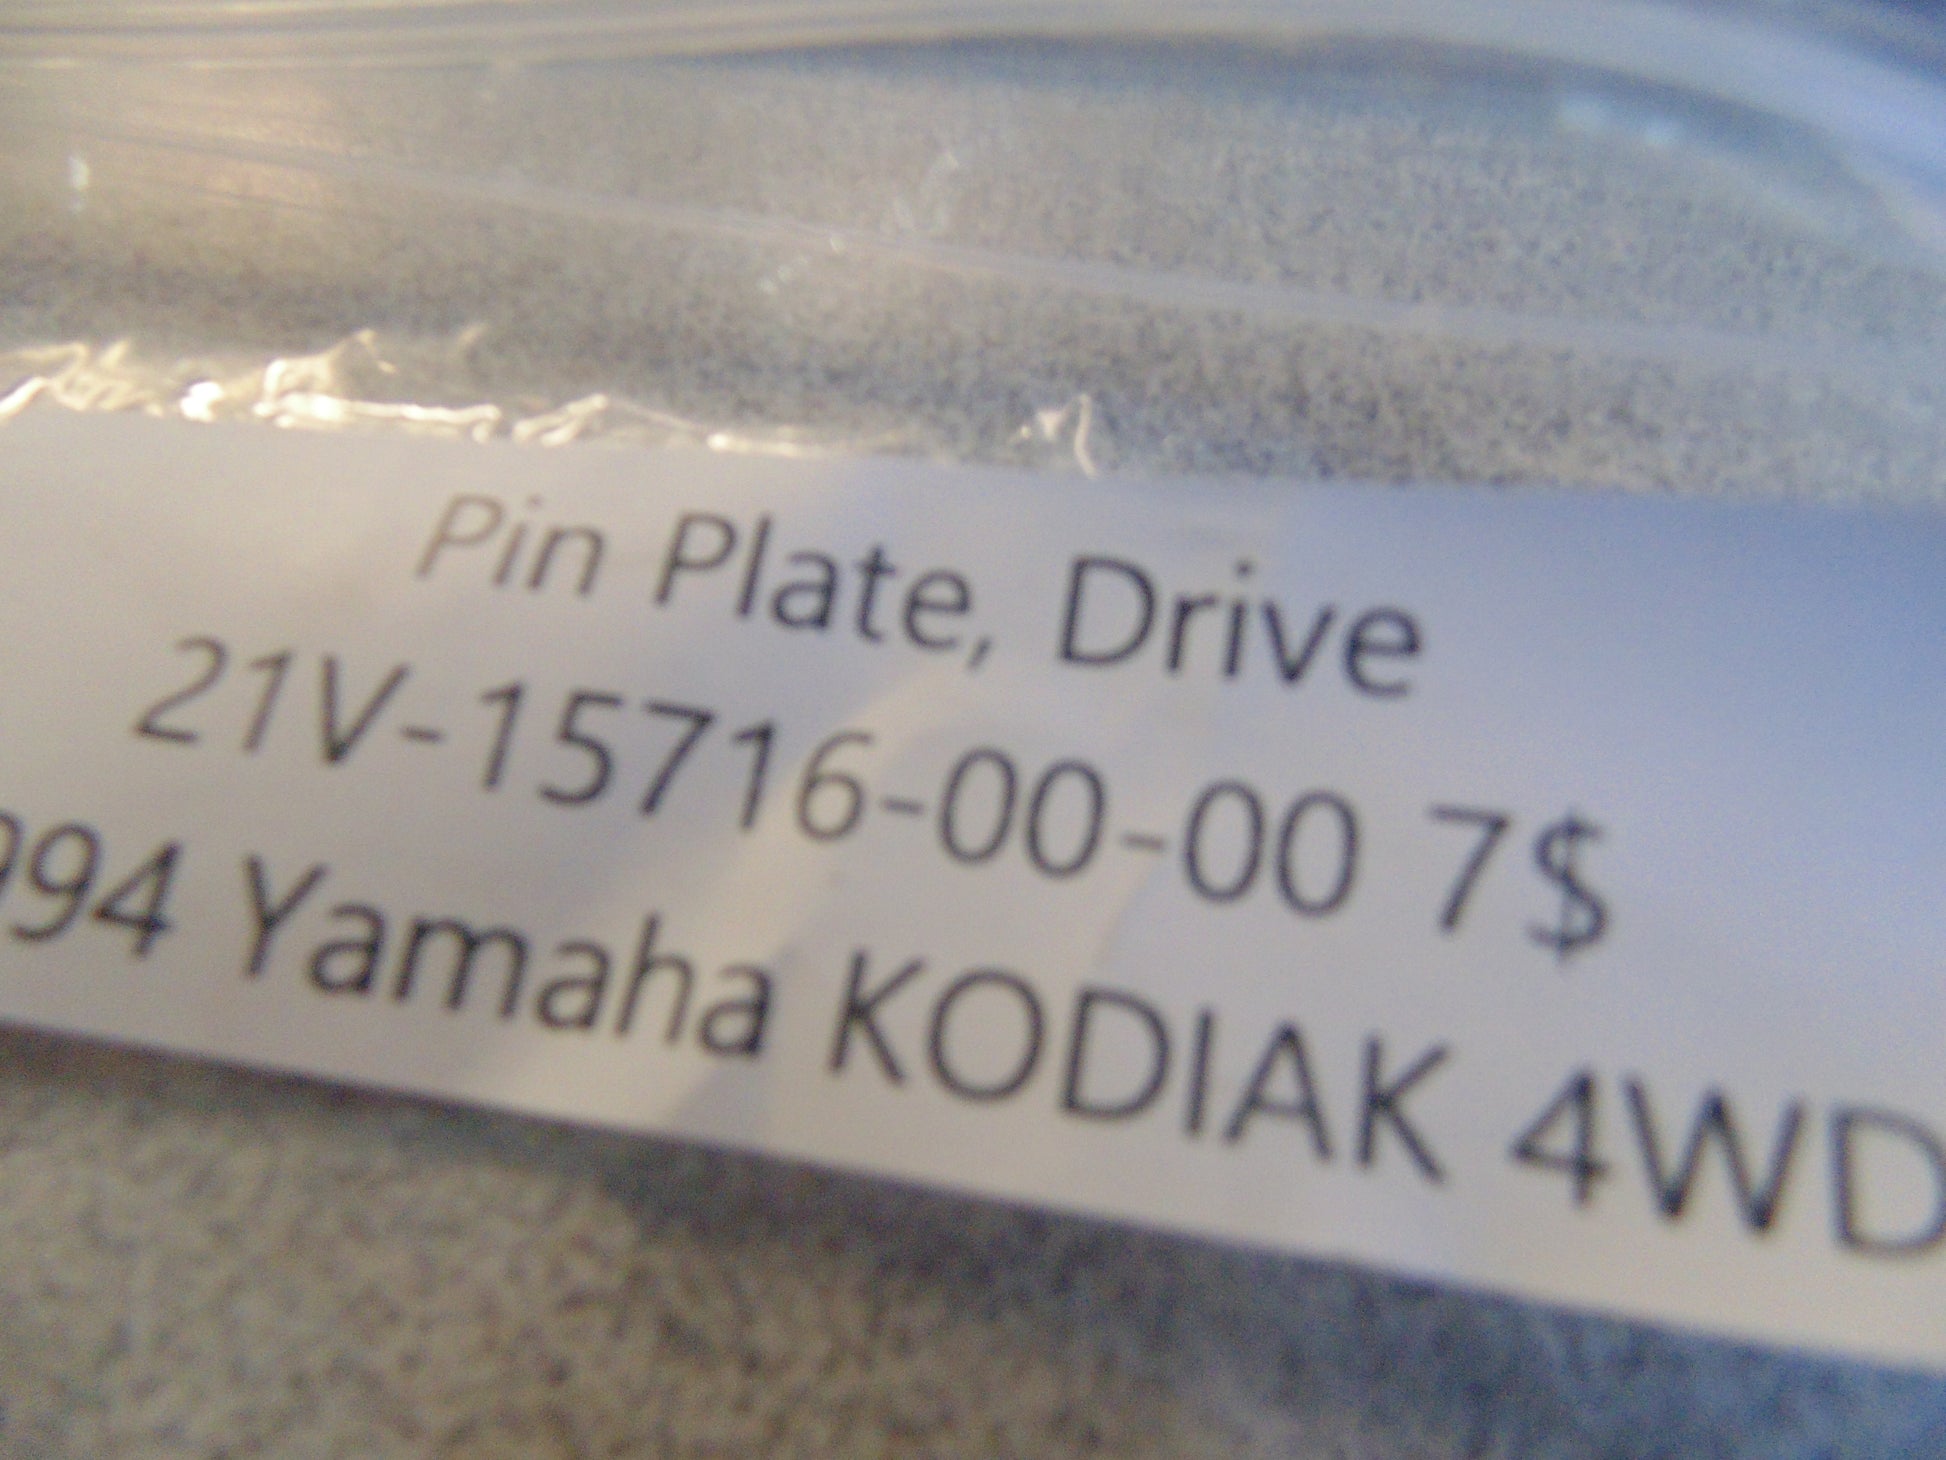 Pin Plate, Drive
21V-15716-00-00 7$
994 Yamaha KODIAK 4WD